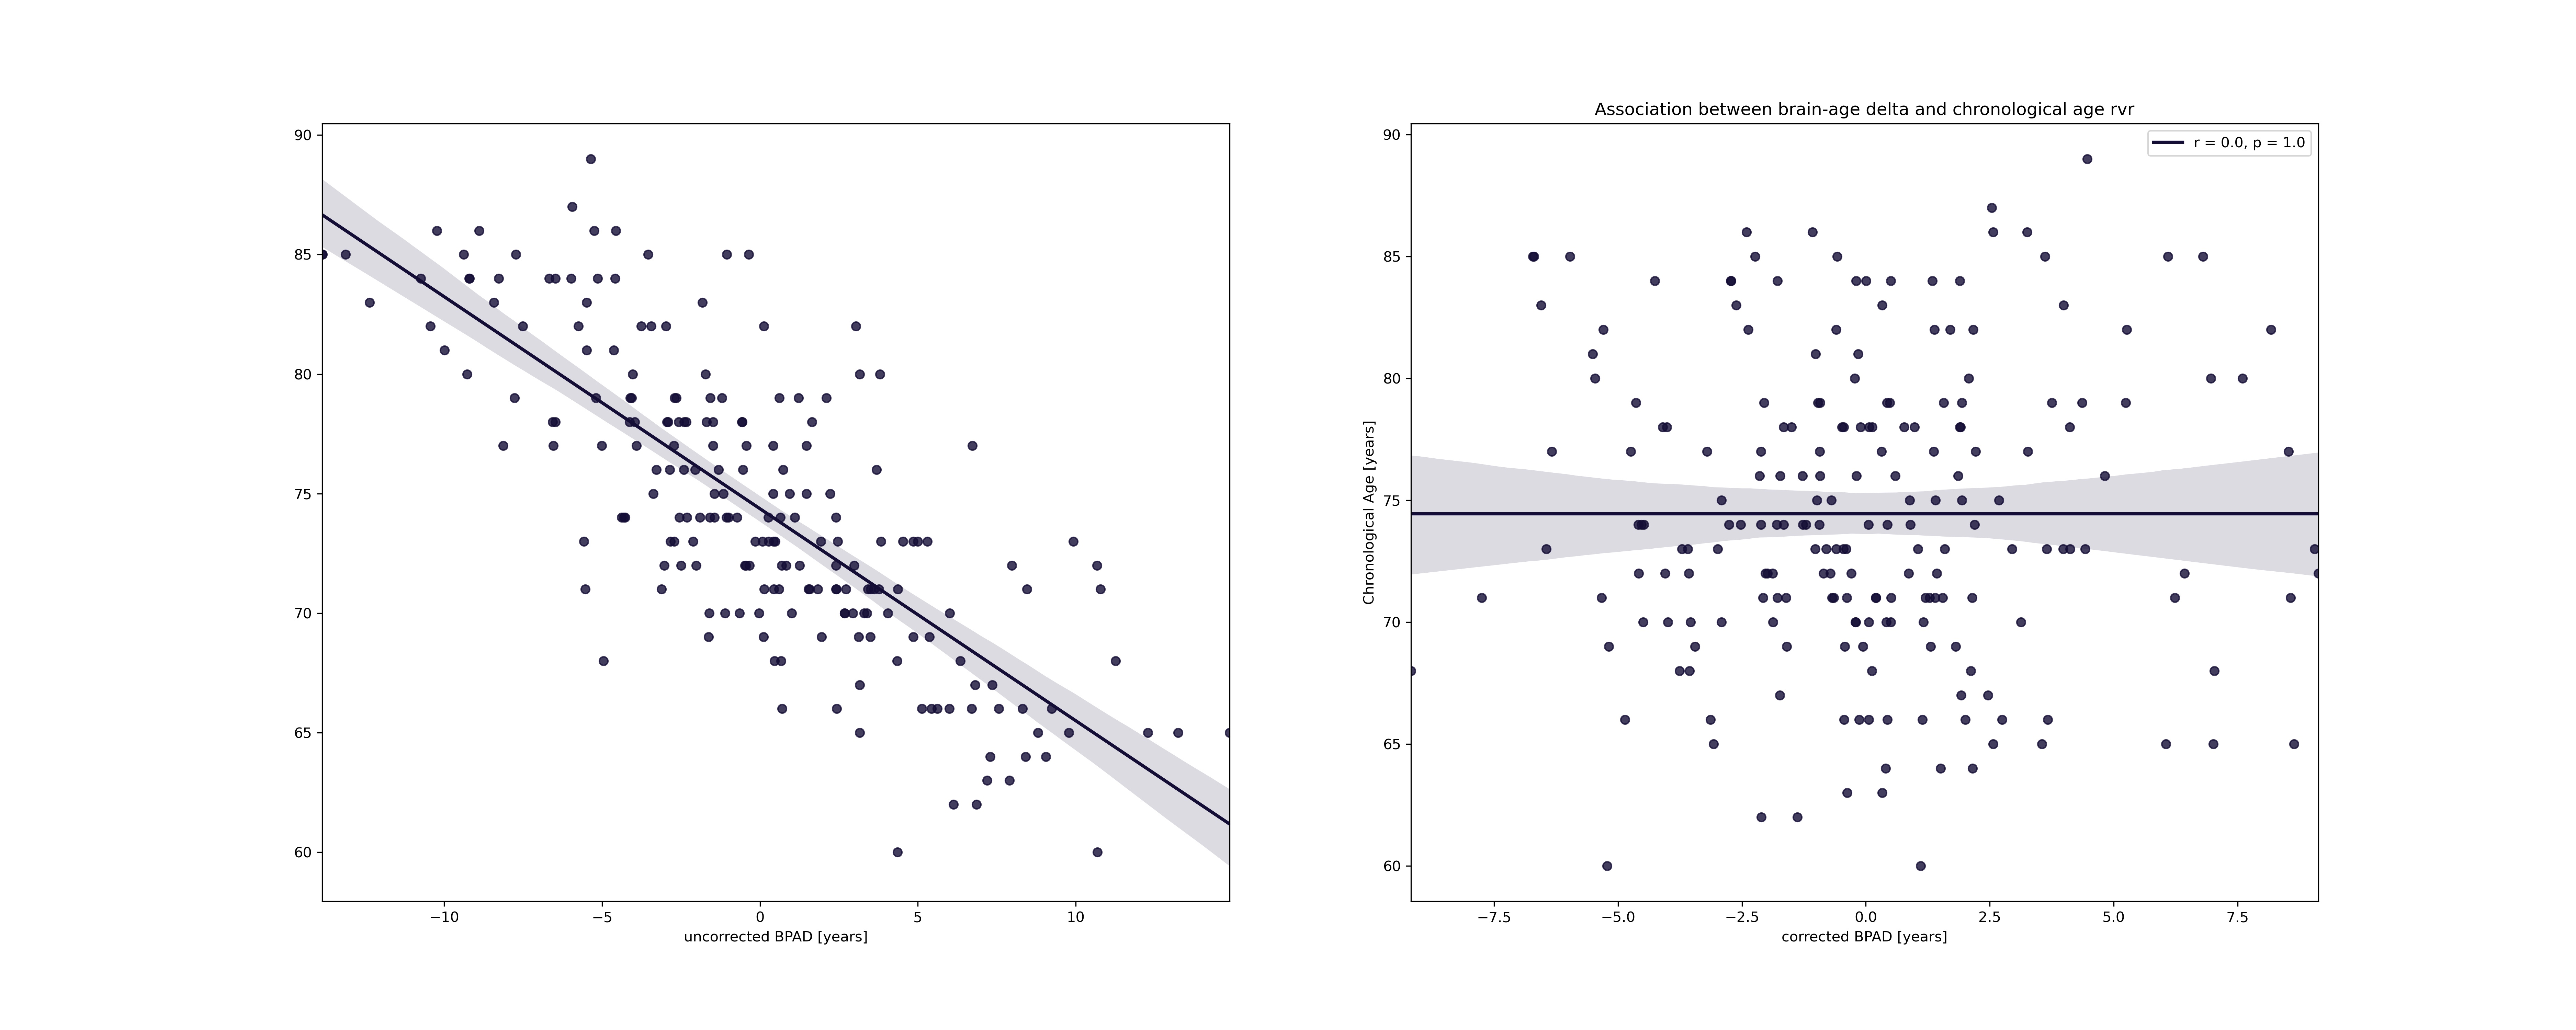 90
85
80
75
70
65
60
−10 −5 0 5 10
uncorrected BPAD [years]
Association between brain-age delta and chronological age rvr
r = 0.0, p = 1.0
Chronological Age [years]
90
85
80
75
70
65
60
−7.5 −5.0 −2.5 0.0 2.5 5.0 7.5
corrected BPAD [years]